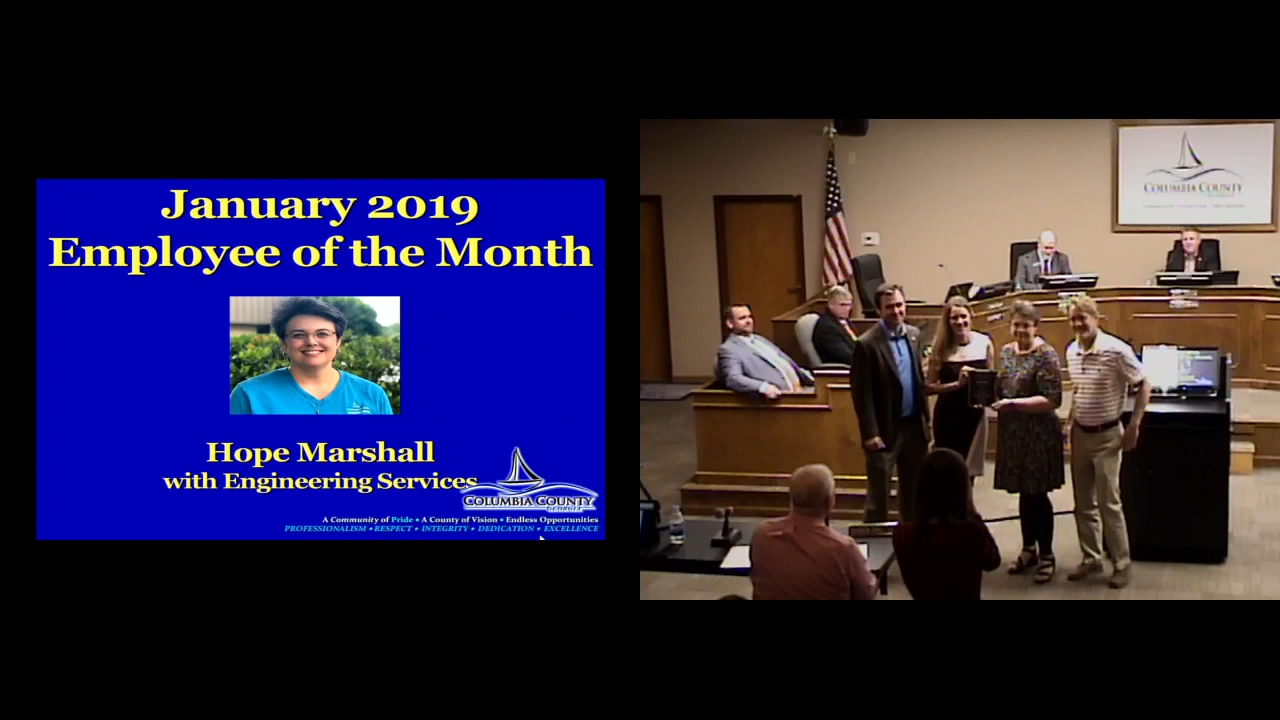 January 2019
Employee of the Month
Hope Marshall
with Engineering Services
COLUMBIA COUNTY
GEORGIA
A Community of Pride • A County of Vision • Endless Opportunities
PROFESSIONALISM • RESPECT • INTEGRITY • DEDICATION • EXCELLENCE
COLUMBIA COUNTY
GEORGIA